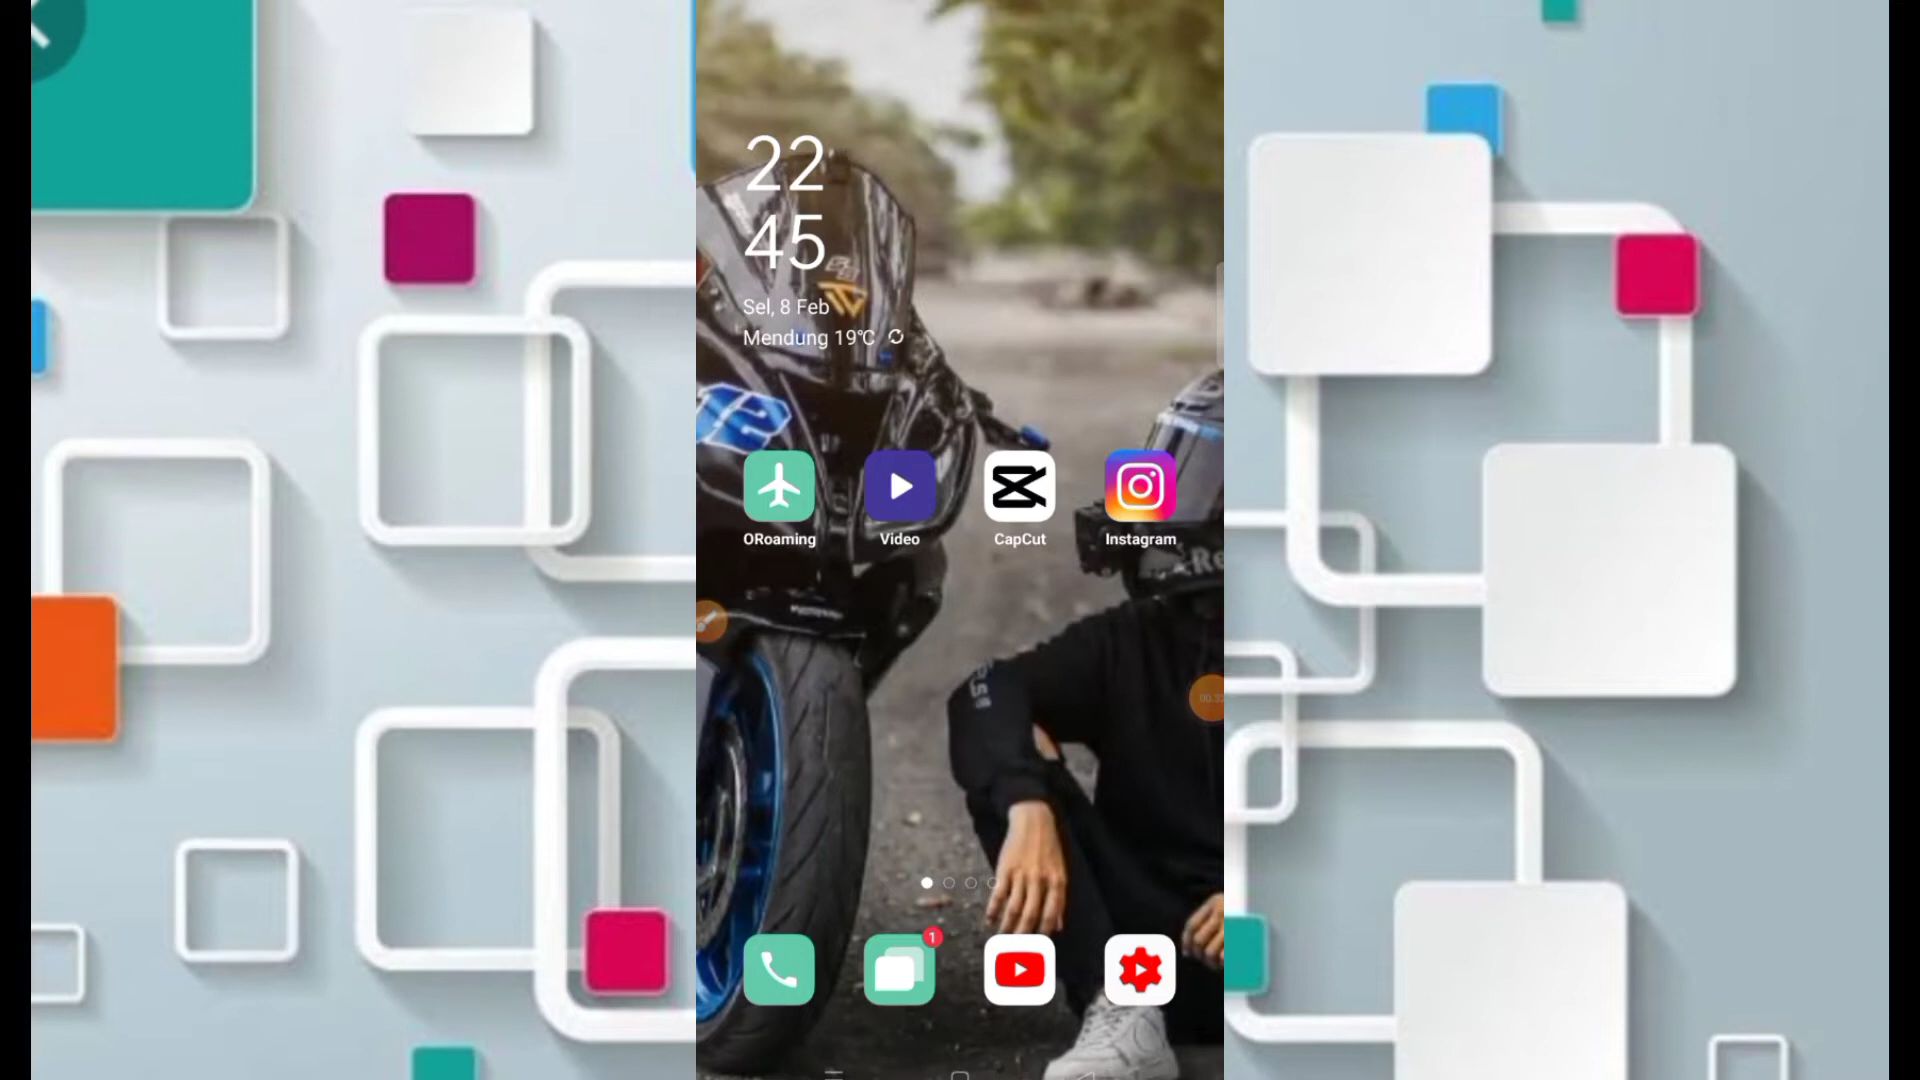 22
45
Sel, 8 Feb
Mendung 19℃
ORoaming
Video
CapCut
Instagram
1